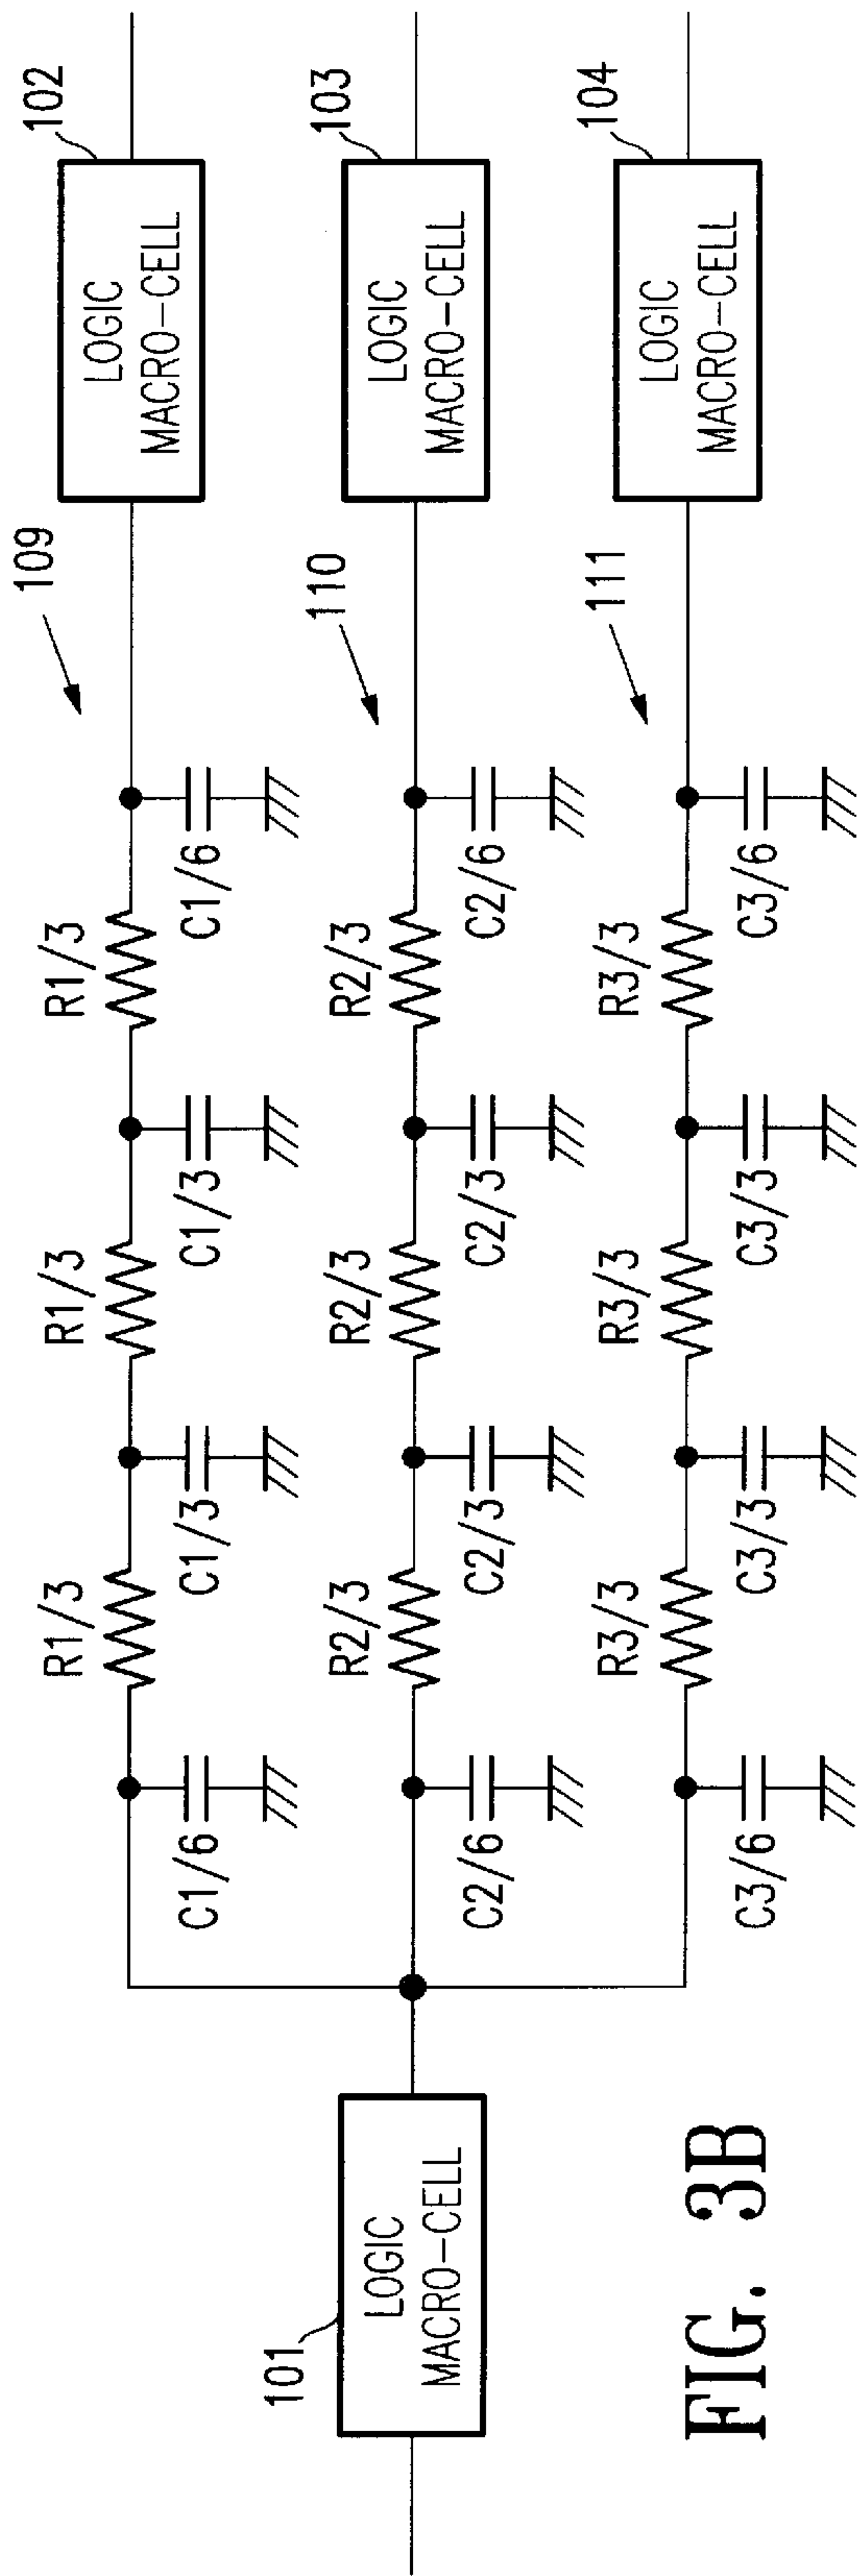 101
LOGIC
MACRO-CELL
C1/6
R1/3
C1/3
R1/3
C1/3
R1/3
C1/6
109
102
LOGIC
MACRO-CELL
C2/6
R2/3
C2/3
R2/3
C2/3
R2/3
C2/6
110
103
LOGIC
MACRO-CELL
C3/6
R3/3
C3/3
R3/3
C3/3
R3/3
C3/6
111
104
LOGIC
MACRO-CELL
FIG. 3B